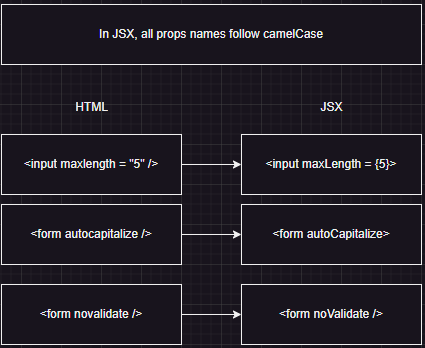 In JSX, all props names follow camelCase
HTML
JSX
<input maxlength = "5" />
<input maxLength = {5}>
<form autocapitalize />
<form autoCapitalize>
<form novalidate />
<form noValidate />